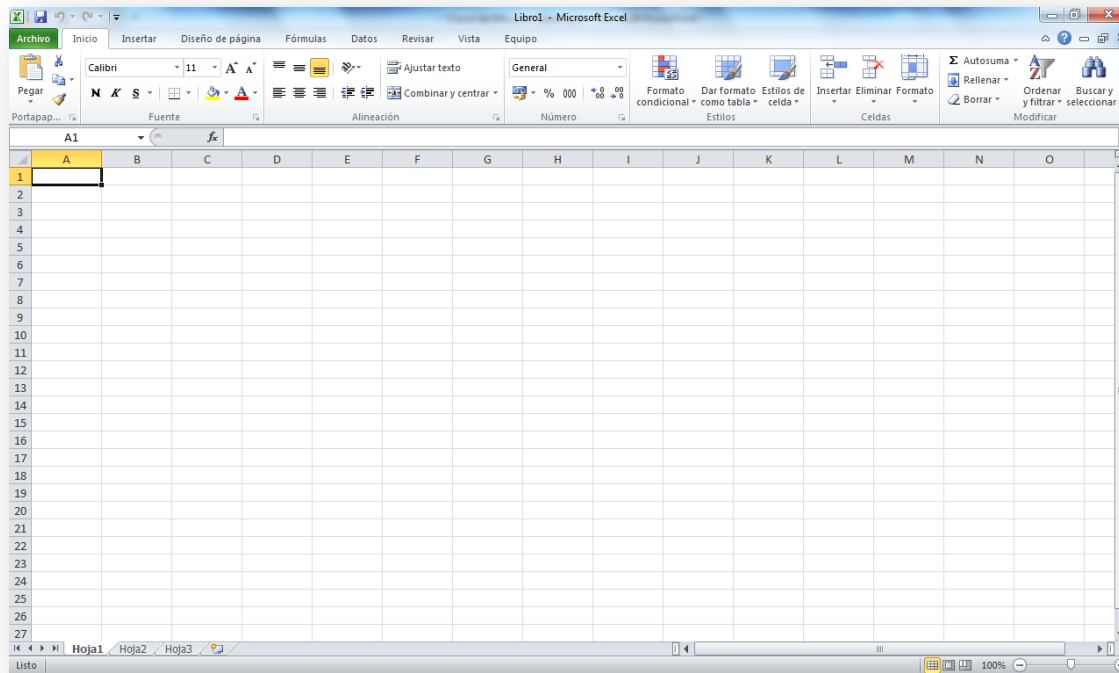 Libro1 - Microsoft Excel
Archivo Inicio Insertar Diseño de página Fórmulas Datos Revisar Vista Equipo
Pegar
Calibri 11
N K S
Ajustar texto
Combinar y centrar
General
% 000
Formato condicional
Dar formato como tabla
Estilos de celda
Insertar Eliminar Formato
Σ Autosuma
Rellenar
Borrar
Ordenar y filtrar
Buscar y seleccionar
Portapap... Fuente Alineación Número Estilos Celdas Modificar
A1 fx
A B C D E F G H I J K L M N O
1
2
3
4
5
6
7
8
9
10
11
12
13
14
15
16
17
18
19
20
21
22
23
24
25
26
27
Hoja1 Hoja2 Hoja3
Listo 100%